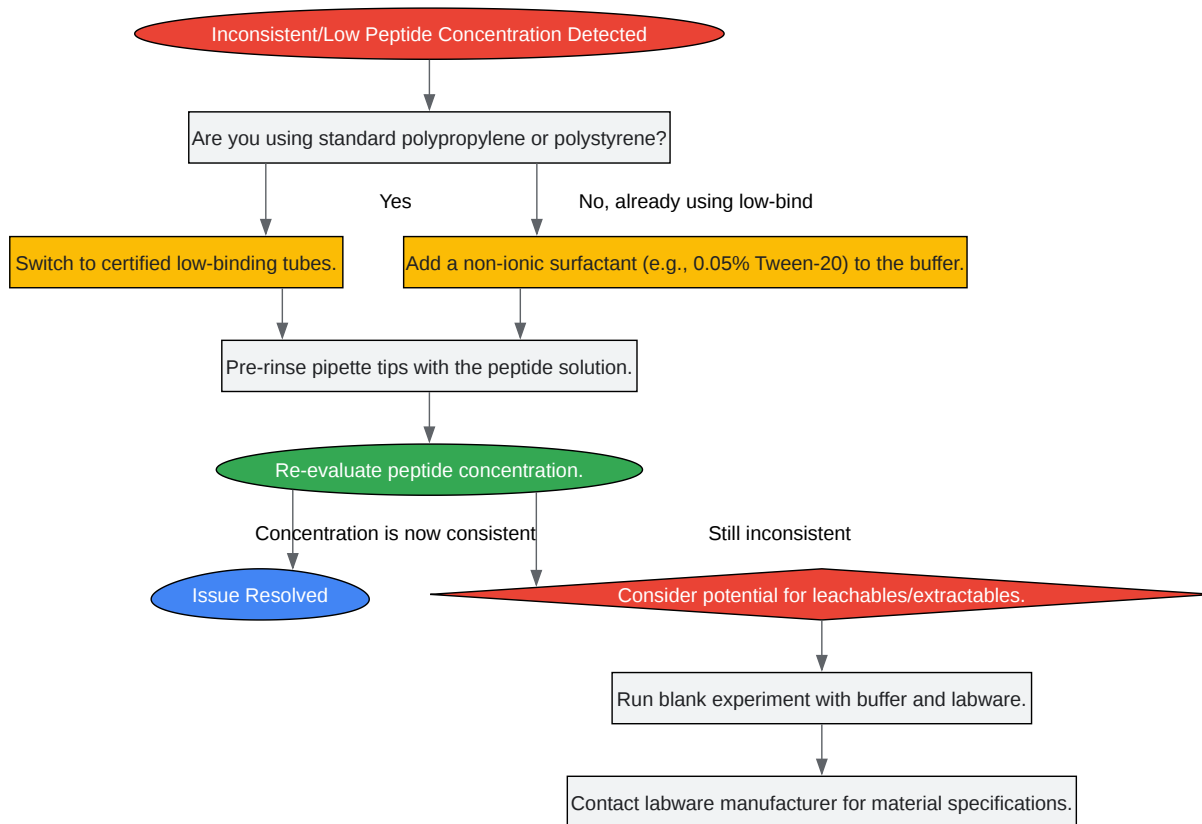 Inconsistent/Low Peptide Concentration Detected
Are you using standard polypropylene or polystyrene?
Yes
No, already using low-bind
Switch to certified low-binding tubes.
Add a non-ionic surfactant (e.g., 0.05% Tween-20) to the buffer.
Pre-rinse pipette tips with the peptide solution.
Re-evaluate peptide concentration.
Concentration is now consistent
Still inconsistent
Issue Resolved
Consider potential for leachables/extractables.
Run blank experiment with buffer and labware.
Contact labware manufacturer for material specifications.